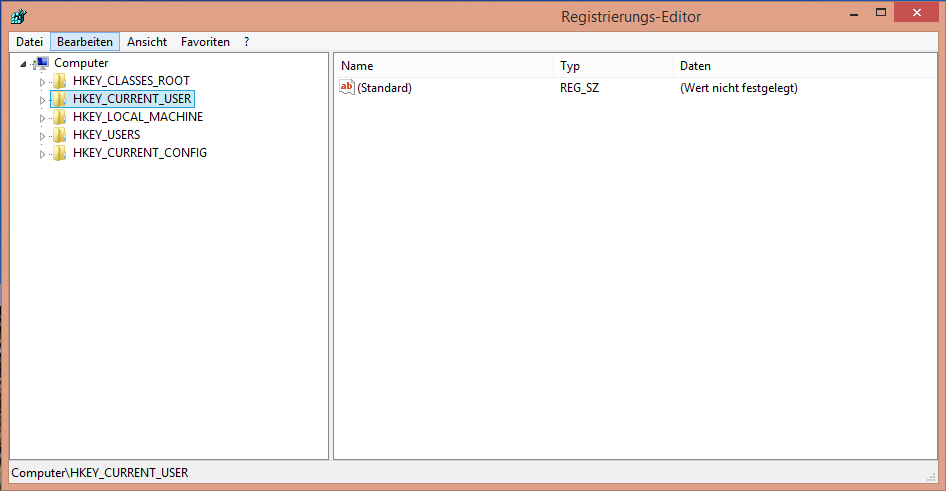 Registrierungs-Editor
Datei Bearbeiten Ansicht Favoriten ?
Computer
HKEY_CLASSES_ROOT
HKEY_CURRENT_USER
HKEY_LOCAL_MACHINE
HKEY_USERS
HKEY_CURRENT_CONFIG
Name Typ Daten
ab (Standard) REG_SZ (Wert nicht festgelegt)
Computer\HKEY_CURRENT_USER